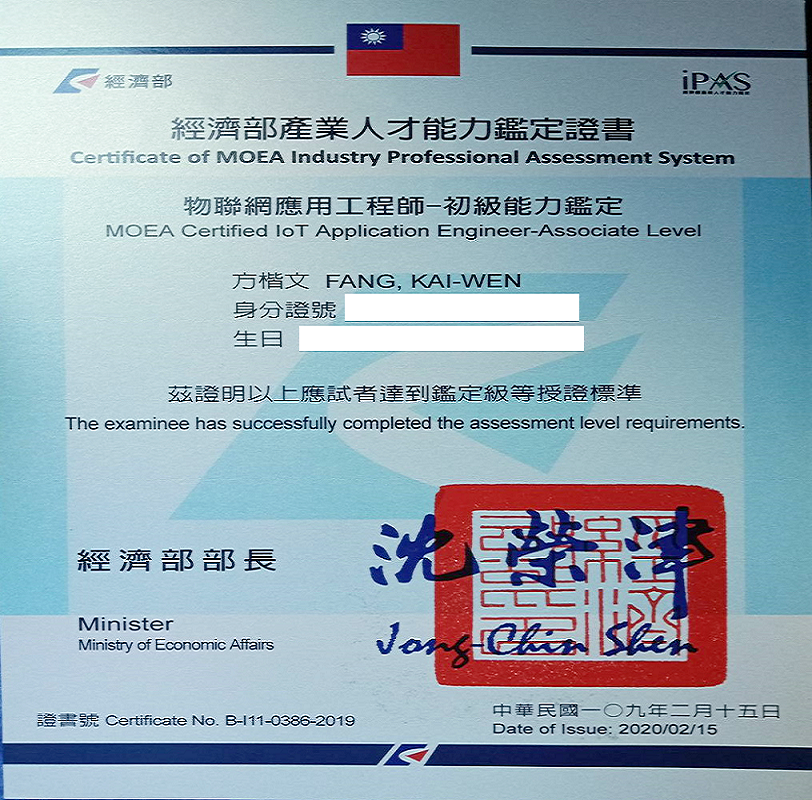 經濟部
iPAS
經濟部產業人才能力鑑定證書
Certificate of MOEA Industry Professional Assessment System
物聯網應用工程師-初級能力鑑定
MOEA Certified IoT Application Engineer-Associate Level
方楷文 FANG, KAI-WEN
身分證號
生日
茲證明以上應試者達到鑑定級等授證標準
The examinee has successfully completed the assessment level requirements.
經濟部部長
沈榮津
Minister
Ministry of Economic Affairs
Jong-Chin Shen
證書號 Certificate No. B-I11-0386-2019
中華民國一〇九年二月十五日
Date of Issue: 2020/02/15